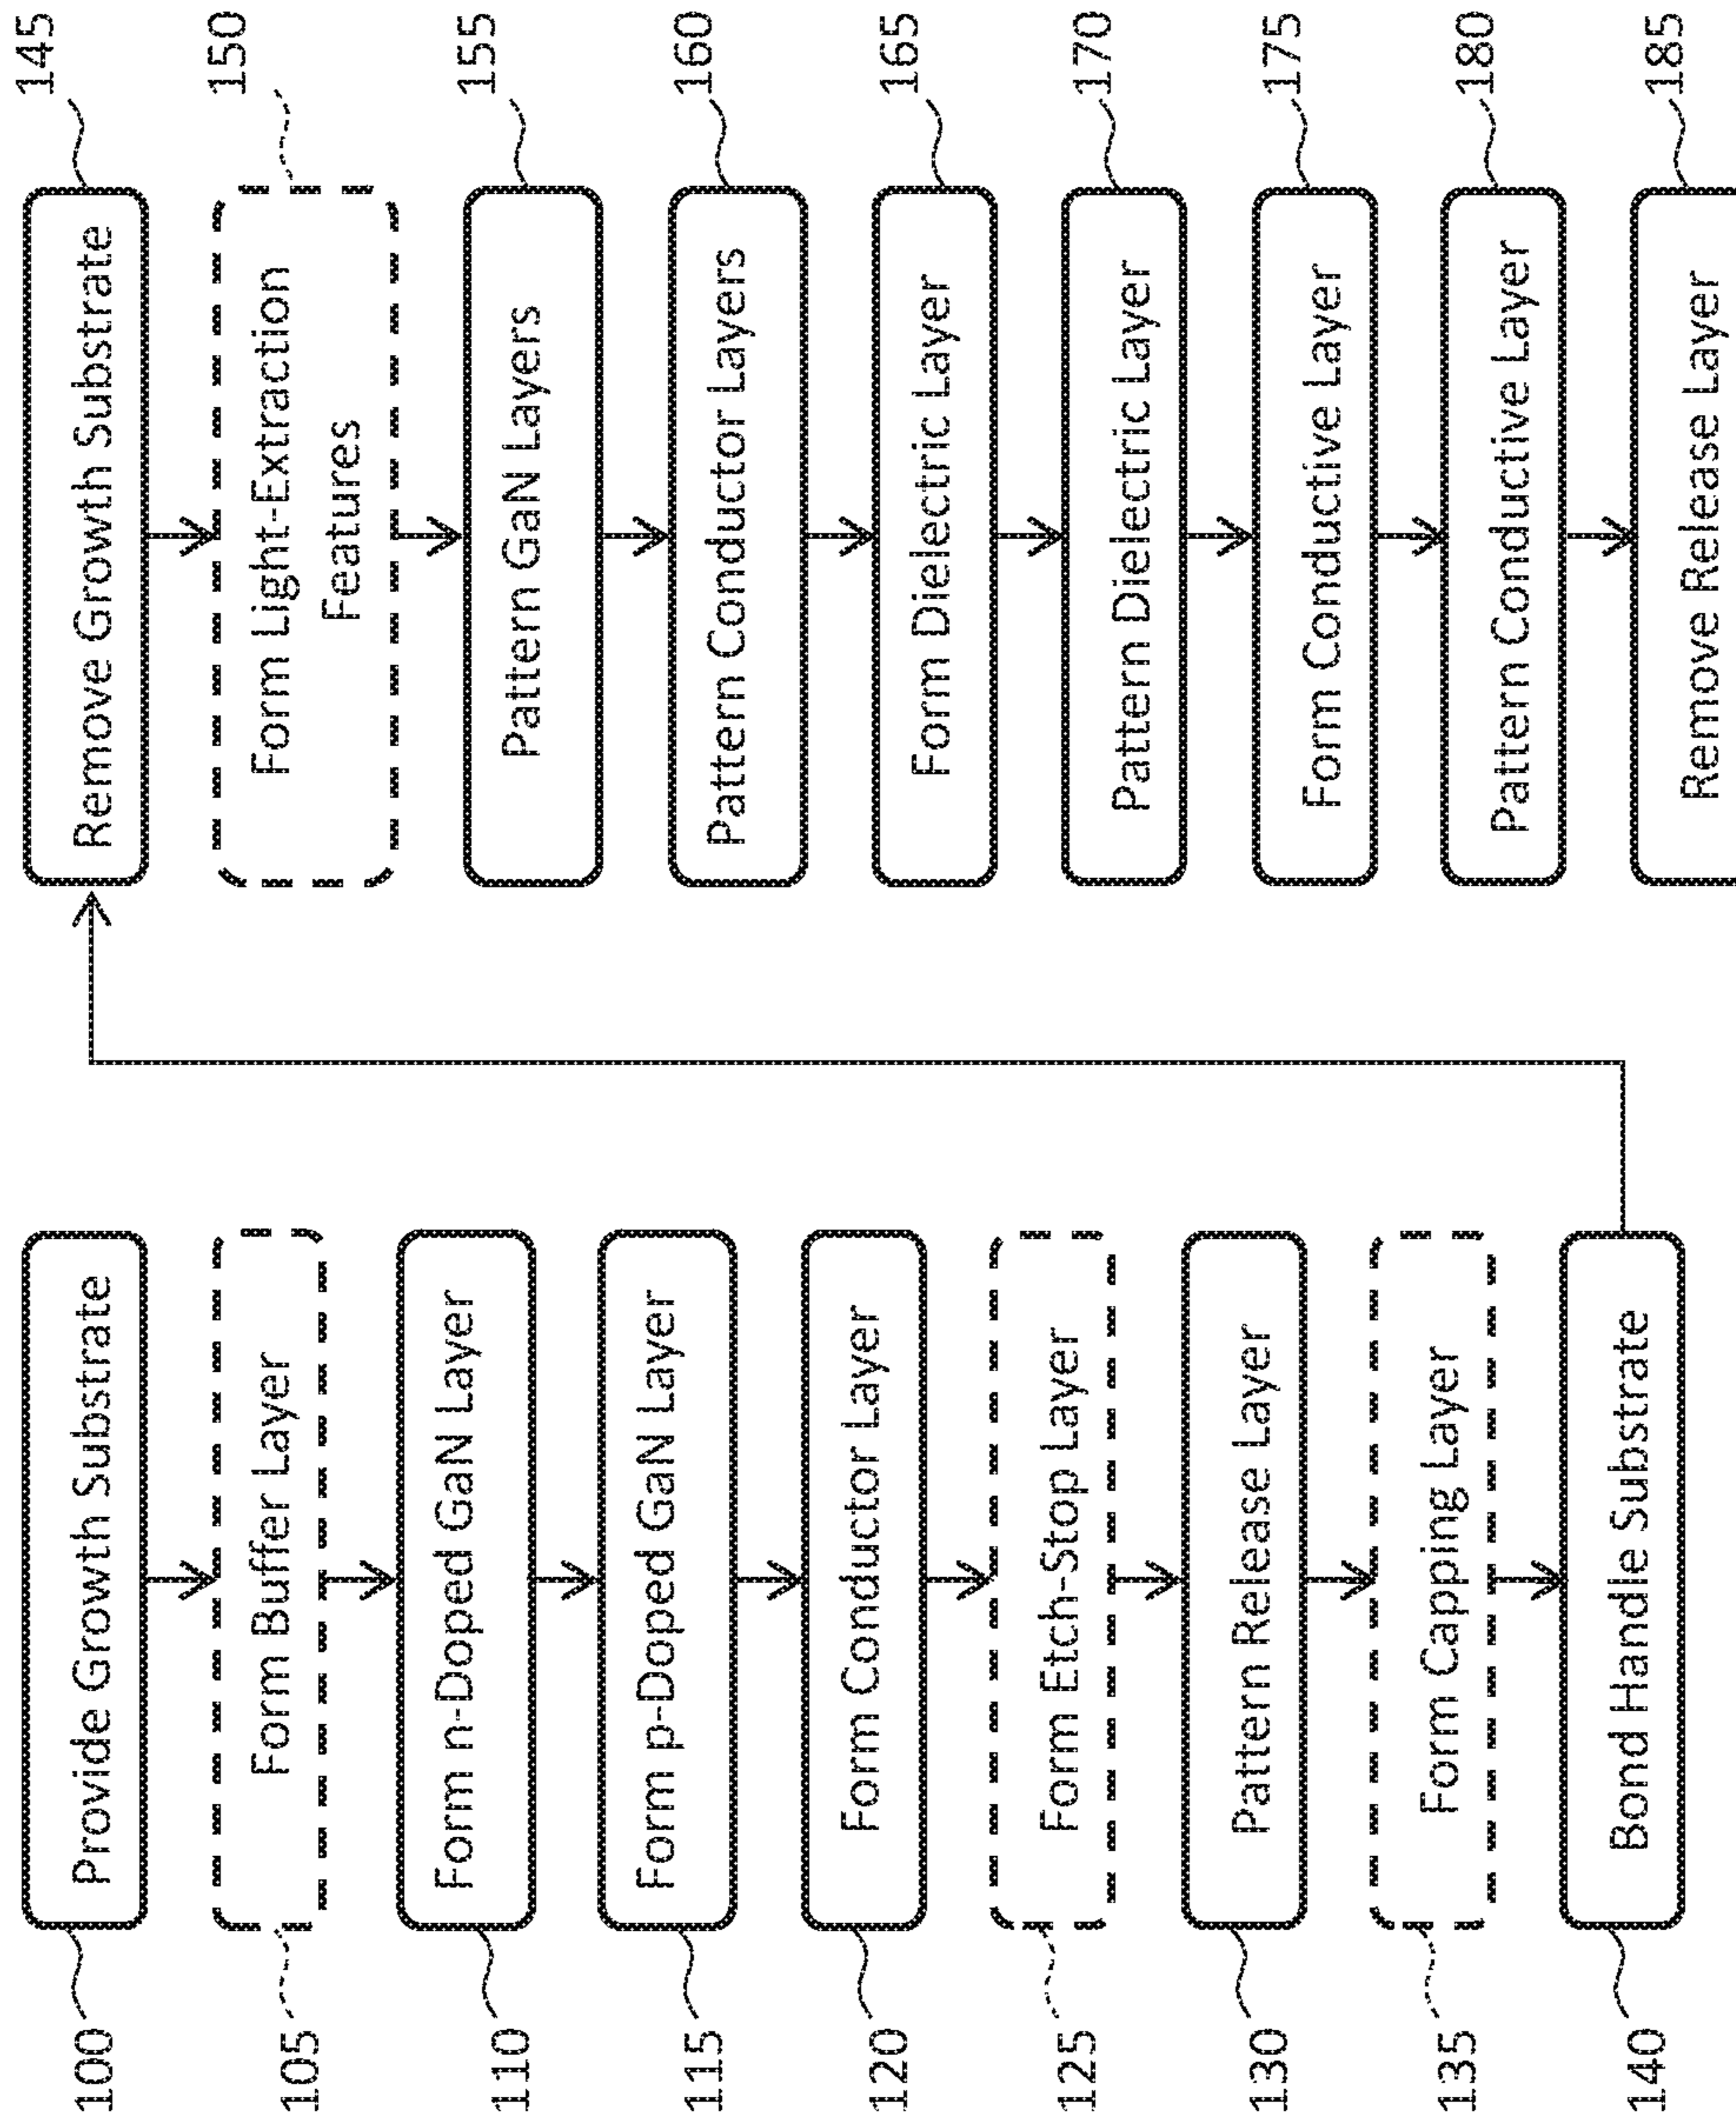 100
Provide Growth Substrate
105
Form Buffer Layer
110
Form n-Doped GaN Layer
115
Form p-Doped GaN Layer
120
Form Conductor Layer
125
Form Etch-Stop Layer
130
Pattern Release Layer
135
Form Capping Layer
140
Bond Handle Substrate
145
Remove Growth Substrate
150
Form Light-Extraction
Features
155
Pattern GaN Layers
160
Pattern Conductor Layers
165
Form Dielectric Layer
170
Pattern Dielectric Layer
175
Form Conductive Layer
180
Pattern Conductive Layer
185
Remove Release Layer